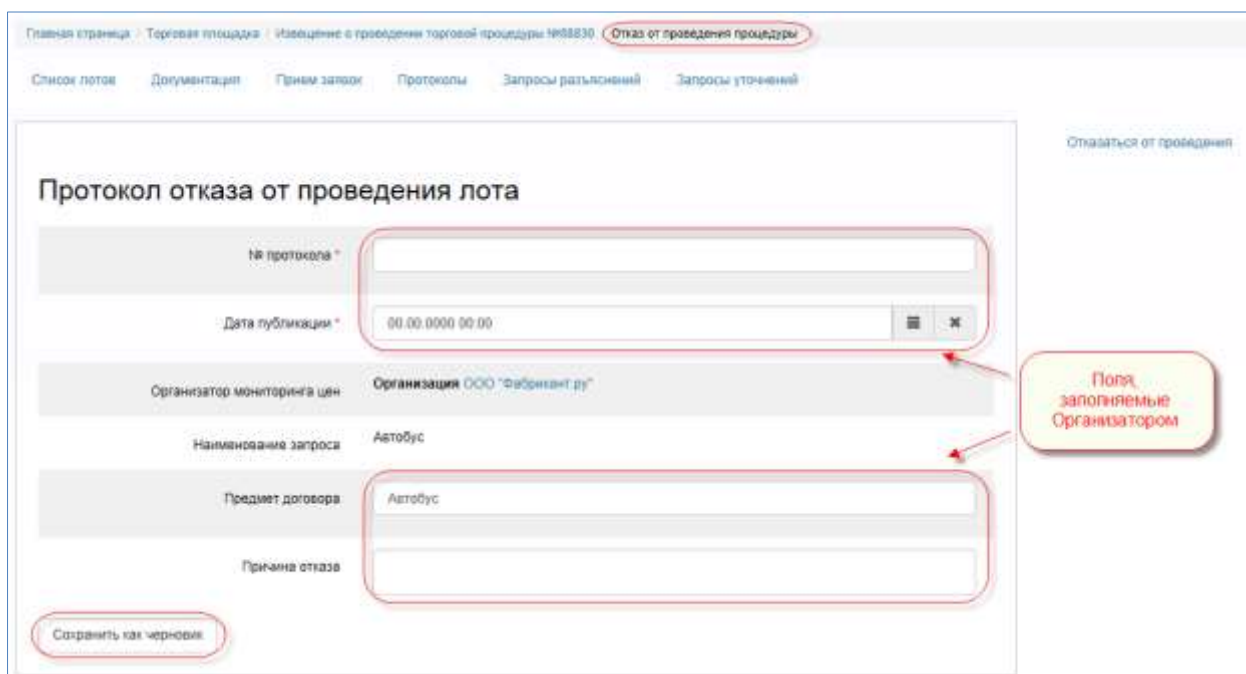 Главная страница / Торговая площадка / Извещение о проведении торговой процедуры №88830 / Отказ от проведения процедуры
Список лотов Документация Прием заявок Протоколы Запросы разъяснений Запросы уточнений
Отказаться от проведения
Протокол отказа от проведения лота
№ протокола *
Дата публикации * 00.00.0000 00:00
Организатор мониторинга цен Организация ООО "Фабрикант.ру"
Поля,
заполняемые
Организатором
Наименование запроса Автобус
Предмет договора Автобус
Причина отказа
Сохранить как черновик